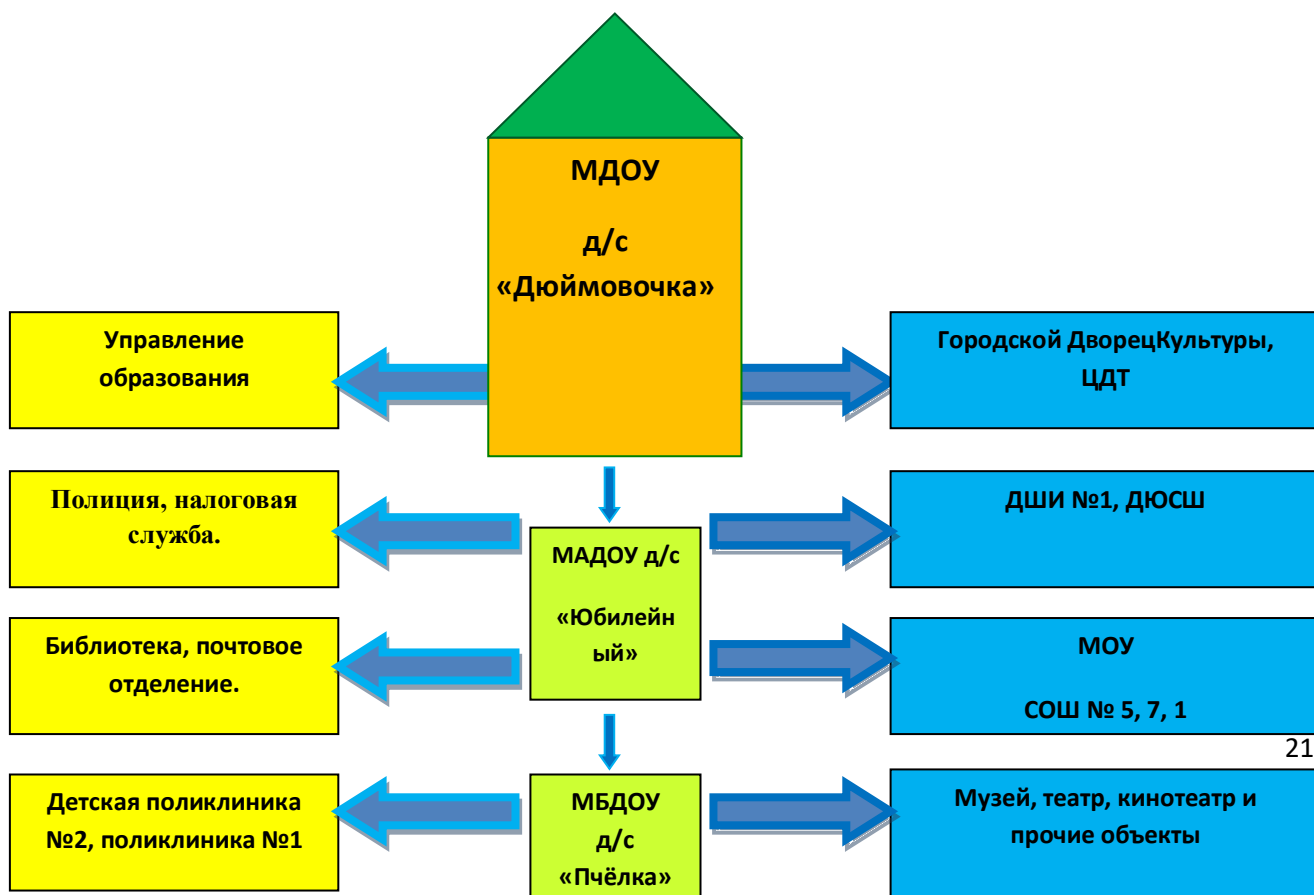 МДОУ
д/с
«Дюймовочка»
Управление
образования
Городской ДворецКультуры,
ЦДТ
Полиция, налоговая
служба.
МАДОУ д/с
«Юбилейн
ый»
ДШИ №1, ДЮСШ
Библиотека, почтовое
отделение.
МОУ
СОШ № 5, 7, 1
21
Детская поликлиника
№2, поликлиника №1
МБДОУ
д/с
«Пчёлка»
Музей, театр, кинотеатр и
прочие объекты